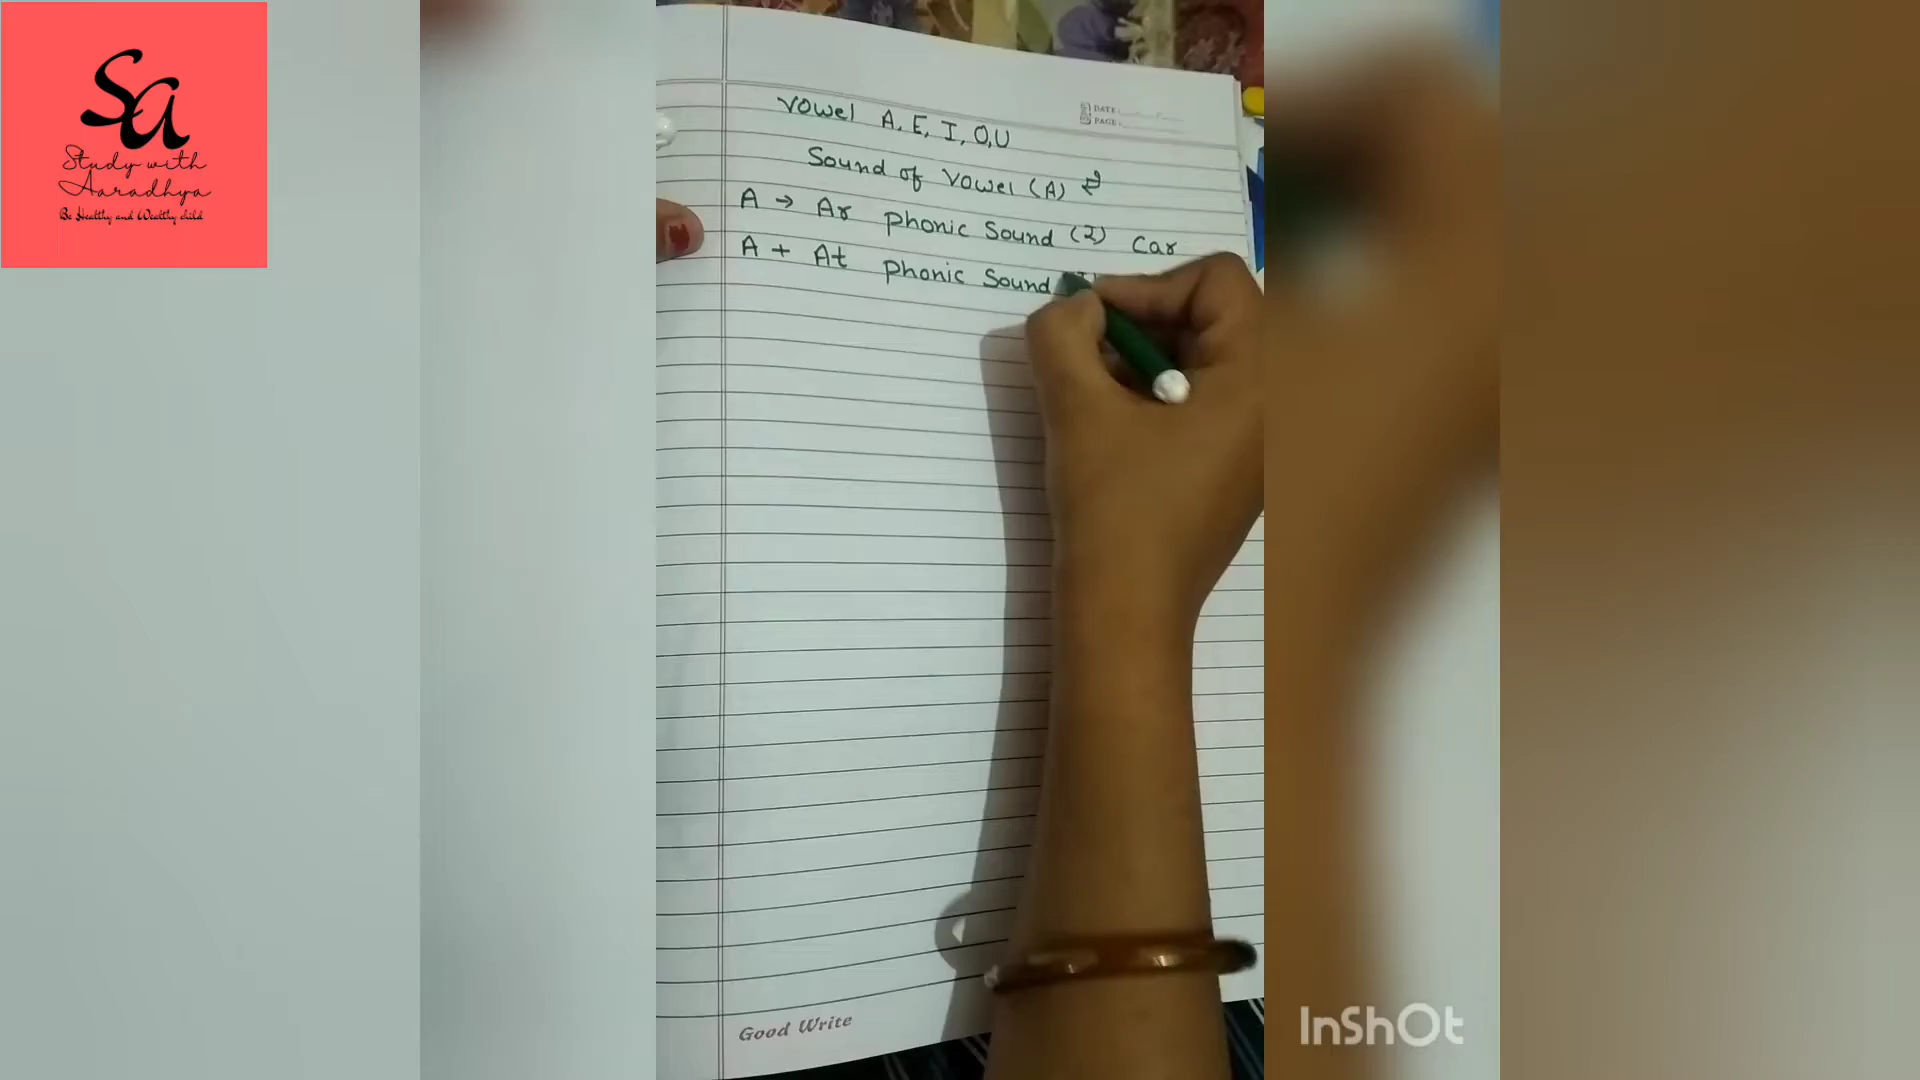 Sa
Study with
Aaradhya
Be Healthy and Wealthy child
DATE:
PAGE:
Vowel A, E, I, O, U
Sound of Vowel (A)
A → Ar Phonic Sound (र) Car
A + At Phonic Sound
Good Write
InShOt